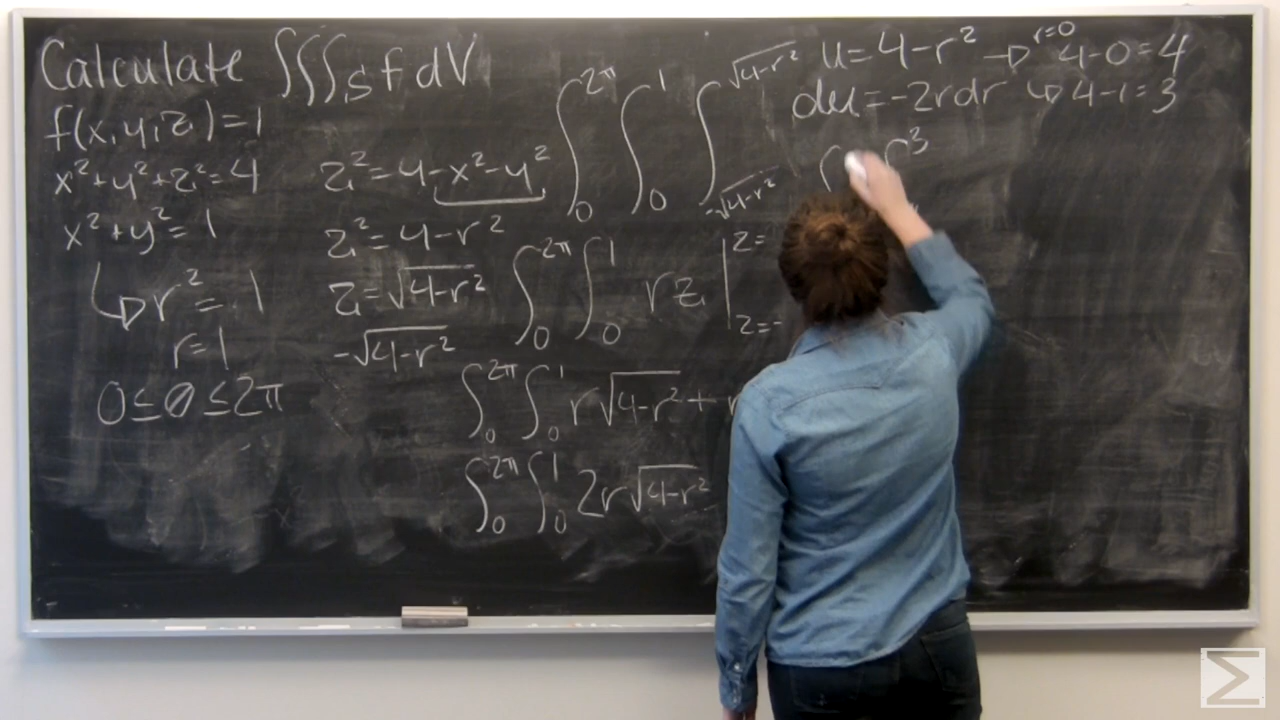 Calculate ∭_S f dV
f(x,y,z)=1
x²+y²+z²=4
x²+y²=1
↳ r²=1
r=1
0≤θ≤2π
z²=4-x²-y²
z²=4-r²
z=√(4-r²)
-√(4-r²)
∫₀^{2π} ∫₀^1 ∫_{-√(4-r²)}^{√(4-r²)}
∫₀^{2π} ∫₀^1 rz |_{z=-}^{z=}
∫₀^{2π} ∫₀^1 r√(4-r²) + r
∫₀^{2π} ∫₀^1 2r√(4-r²)
u=4-r² → r=0 4-0=4
du=-2rdr ↳ 4-1=3
∫ ∫³
Σ